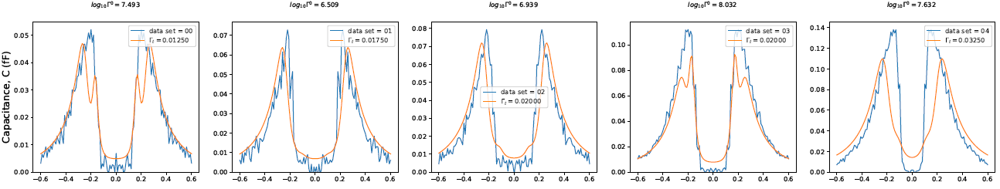 log₁₀Γ⁰ = 7.493
log₁₀Γ⁰ = 6.509
log₁₀Γ⁰ = 6.939
log₁₀Γ⁰ = 8.032
log₁₀Γ⁰ = 7.632
Capacitance, C (fF)
0.05
0.04
0.03
0.02
0.01
0.00
data set = 00
Γₜ = 0.01250
−0.6 −0.4 −0.2 0.0 0.2 0.4 0.6
0.07
0.06
0.05
0.04
0.03
0.02
0.01
0.00
data set = 01
Γₜ = 0.01750
−0.6 −0.4 −0.2 0.0 0.2 0.4 0.6
0.08
0.07
0.06
0.05
0.04
0.03
0.02
0.01
0.00
data set = 02
Γₜ = 0.02000
−0.6 −0.4 −0.2 0.0 0.2 0.4 0.6
0.10
0.08
0.06
0.04
0.02
0.00
data set = 03
Γₜ = 0.02000
−0.6 −0.4 −0.2 0.0 0.2 0.4 0.6
0.14
0.12
0.10
0.08
0.06
0.04
0.02
0.00
data set = 04
Γₜ = 0.03250
−0.6 −0.4 −0.2 0.0 0.2 0.4 0.6